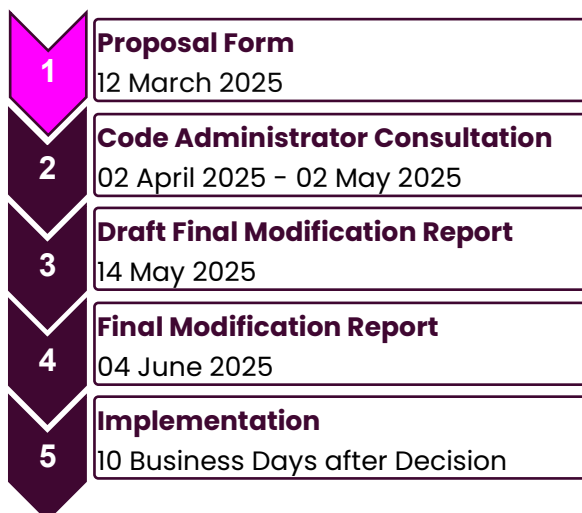 1
Proposal Form
12 March 2025
2
Code Administrator Consultation
02 April 2025 - 02 May 2025
3
Draft Final Modification Report
14 May 2025
4
Final Modification Report
04 June 2025
5
Implementation
10 Business Days after Decision